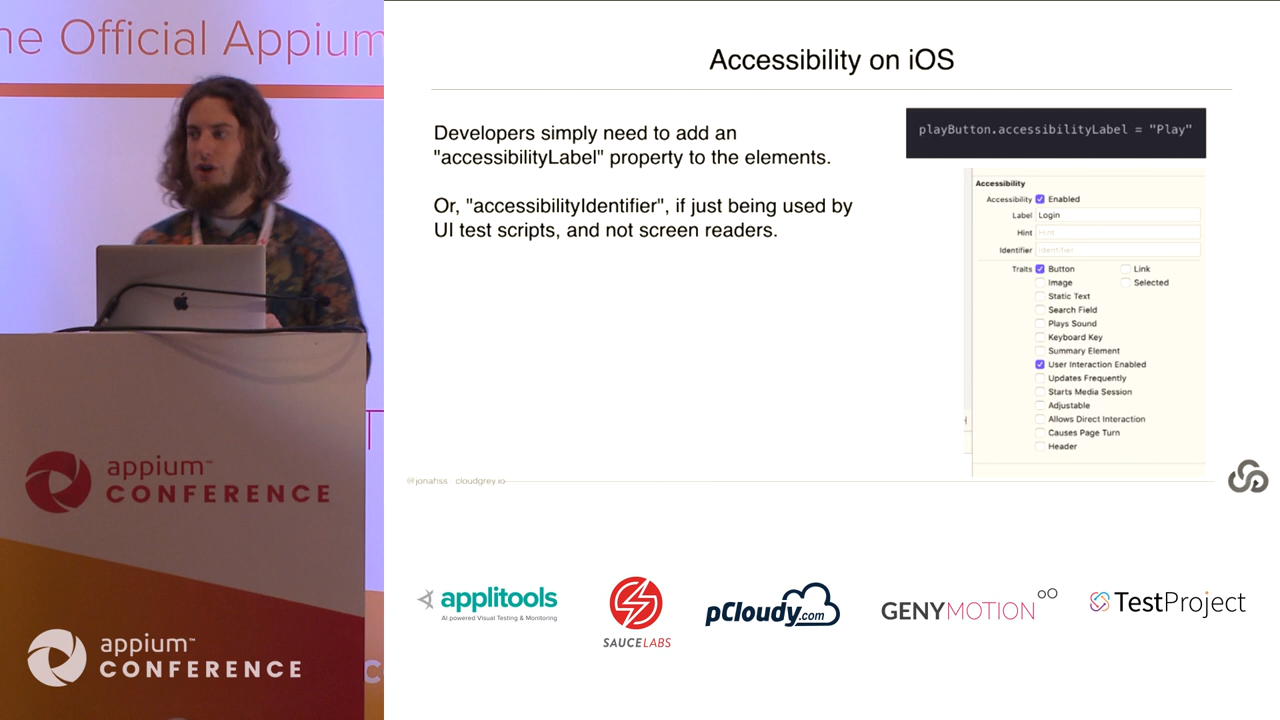 ne Official Appium
appium™
CONFERENCE
appium™
CONFERENCE
Accessibility on iOS
Developers simply need to add an
"accessibilityLabel" property to the elements.
Or, "accessibilityIdentifier", if just being used by
UI test scripts, and not screen readers.
playButton.accessibilityLabel = "Play"
Accessibility
Accessibility Enabled
Label Login
Hint Hint
Identifier Identifier
Traits Button Link
Image Selected
Static Text
Search Field
Plays Sound
Keyboard Key
Summary Element
User Interaction Enabled
Updates Frequently
Starts Media Session
Adjustable
Allows Direct Interaction
Causes Page Turn
Header
@jonahss cloudgrey.io
applitools
AI powered Visual Testing & Monitoring
SAUCELABS
pCloudy.com
GENYMOTION
TestProject